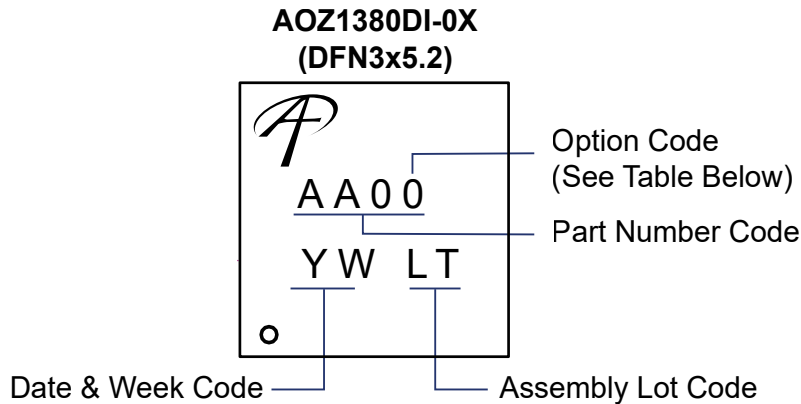 AOZ1380DI-0X
(DFN3x5.2)
Option Code
(See Table Below)
AA00
Part Number Code
YW LT
Date & Week Code
Assembly Lot Code